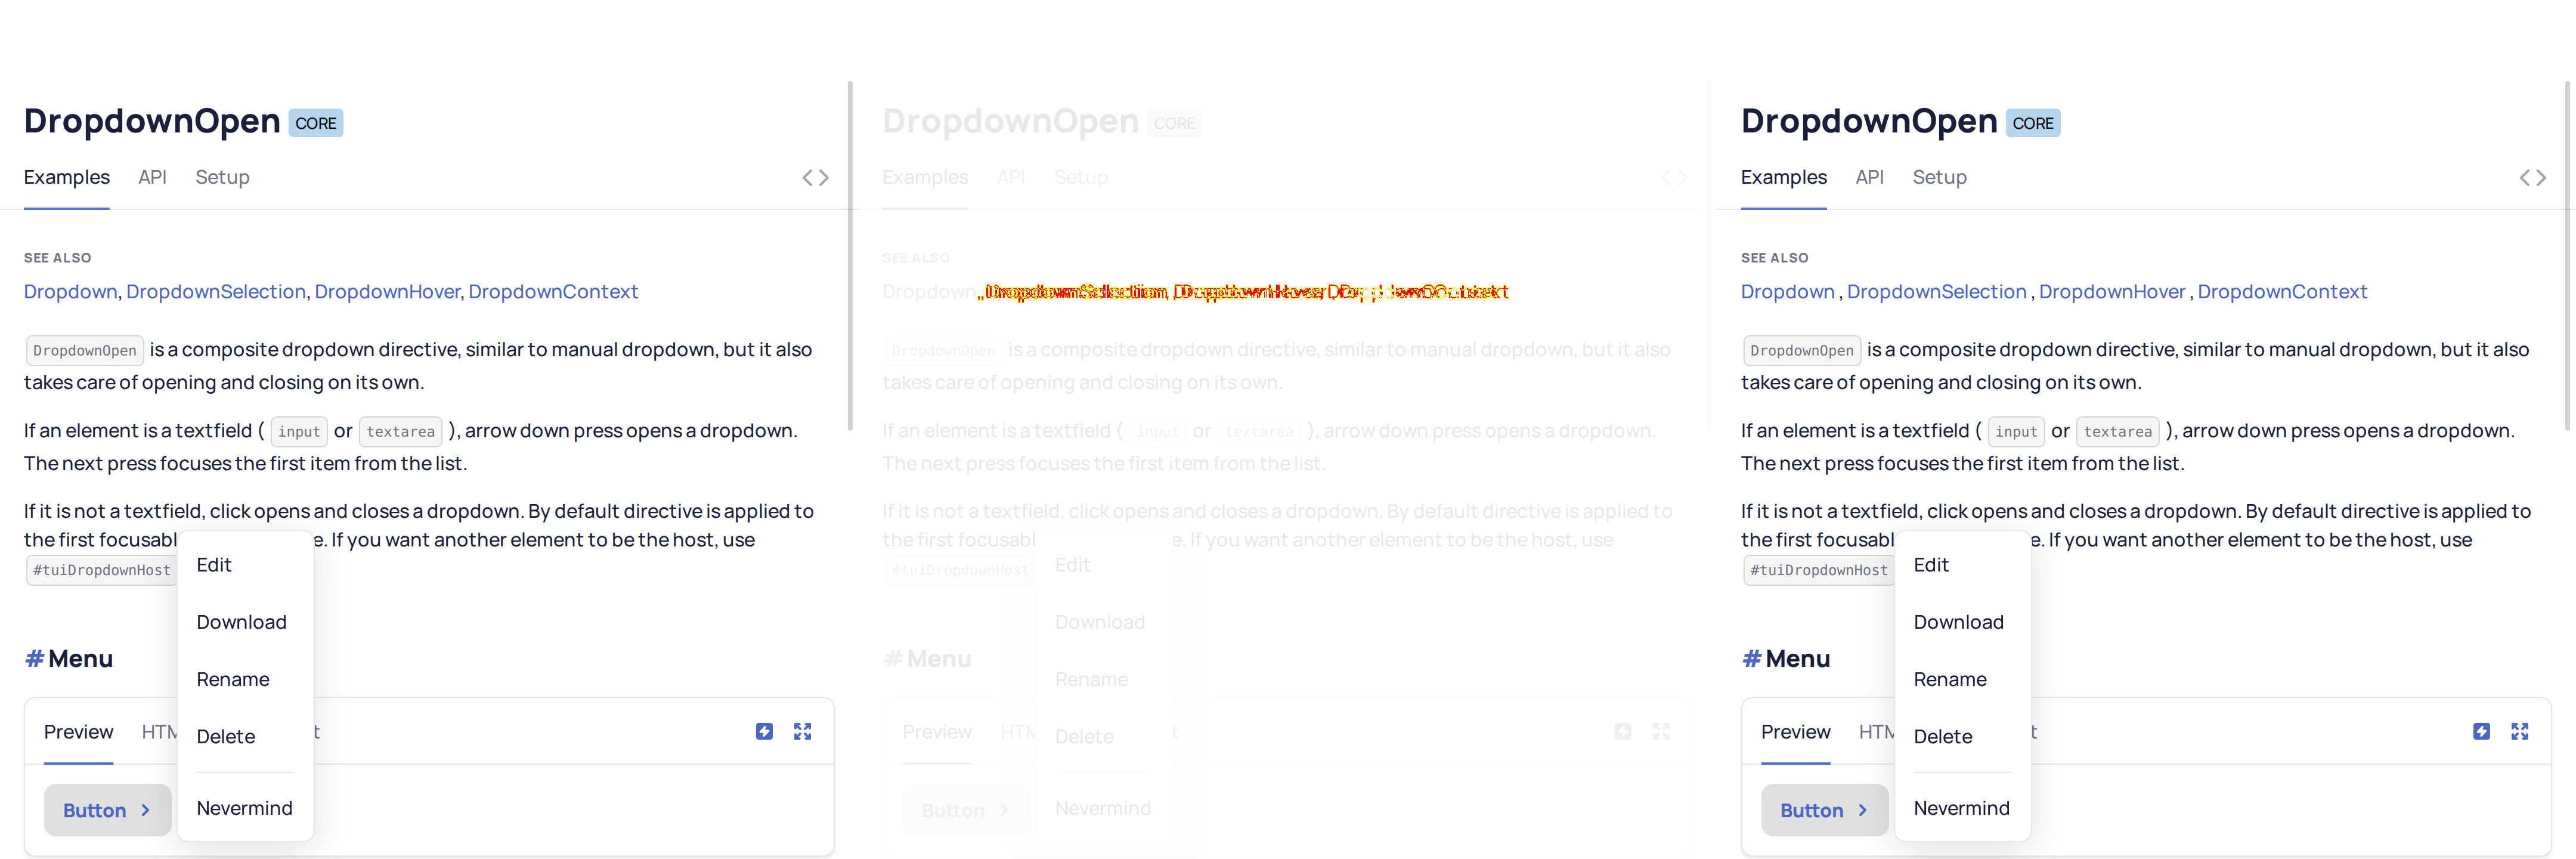 DropdownOpen CORE
Examples API Setup
SEE ALSO
Dropdown, DropdownSelection, DropdownHover, DropdownContext
DropdownOpen is a composite dropdown directive, similar to manual dropdown, but it also
takes care of opening and closing on its own.
If an element is a textfield ( input or textarea ), arrow down press opens a dropdown.
The next press focuses the first item from the list.
If it is not a textfield, click opens and closes a dropdown. By default directive is applied to
the first focusabl e. If you want another element to be the host, use
#tuiDropdownHost
Edit
Download
Rename
Delete
Nevermind
# Menu
Preview HTM t
Button
DropdownOpen CORE
Examples API Setup
SEE ALSO
Dropdown
DropdownOpen is a composite dropdown directive, similar to manual dropdown, but it also
takes care of opening and closing on its own.
If an element is a textfield ( input or textarea ), arrow down press opens a dropdown.
The next press focuses the first item from the list.
If it is not a textfield, click opens and closes a dropdown. By default directive is applied to
the first focusabl e. If you want another element to be the host, use
#tuiDropdownHost
Edit
Download
Rename
Delete
Nevermind
# Menu
Preview HTM t
Button
DropdownOpen CORE
Examples API Setup
SEE ALSO
Dropdown , DropdownSelection , DropdownHover , DropdownContext
DropdownOpen is a composite dropdown directive, similar to manual dropdown, but it also
takes care of opening and closing on its own.
If an element is a textfield ( input or textarea ), arrow down press opens a dropdown.
The next press focuses the first item from the list.
If it is not a textfield, click opens and closes a dropdown. By default directive is applied to
the first focusabl e. If you want another element to be the host, use
#tuiDropdownHost
Edit
Download
Rename
Delete
Nevermind
# Menu
Preview HTM t
Button